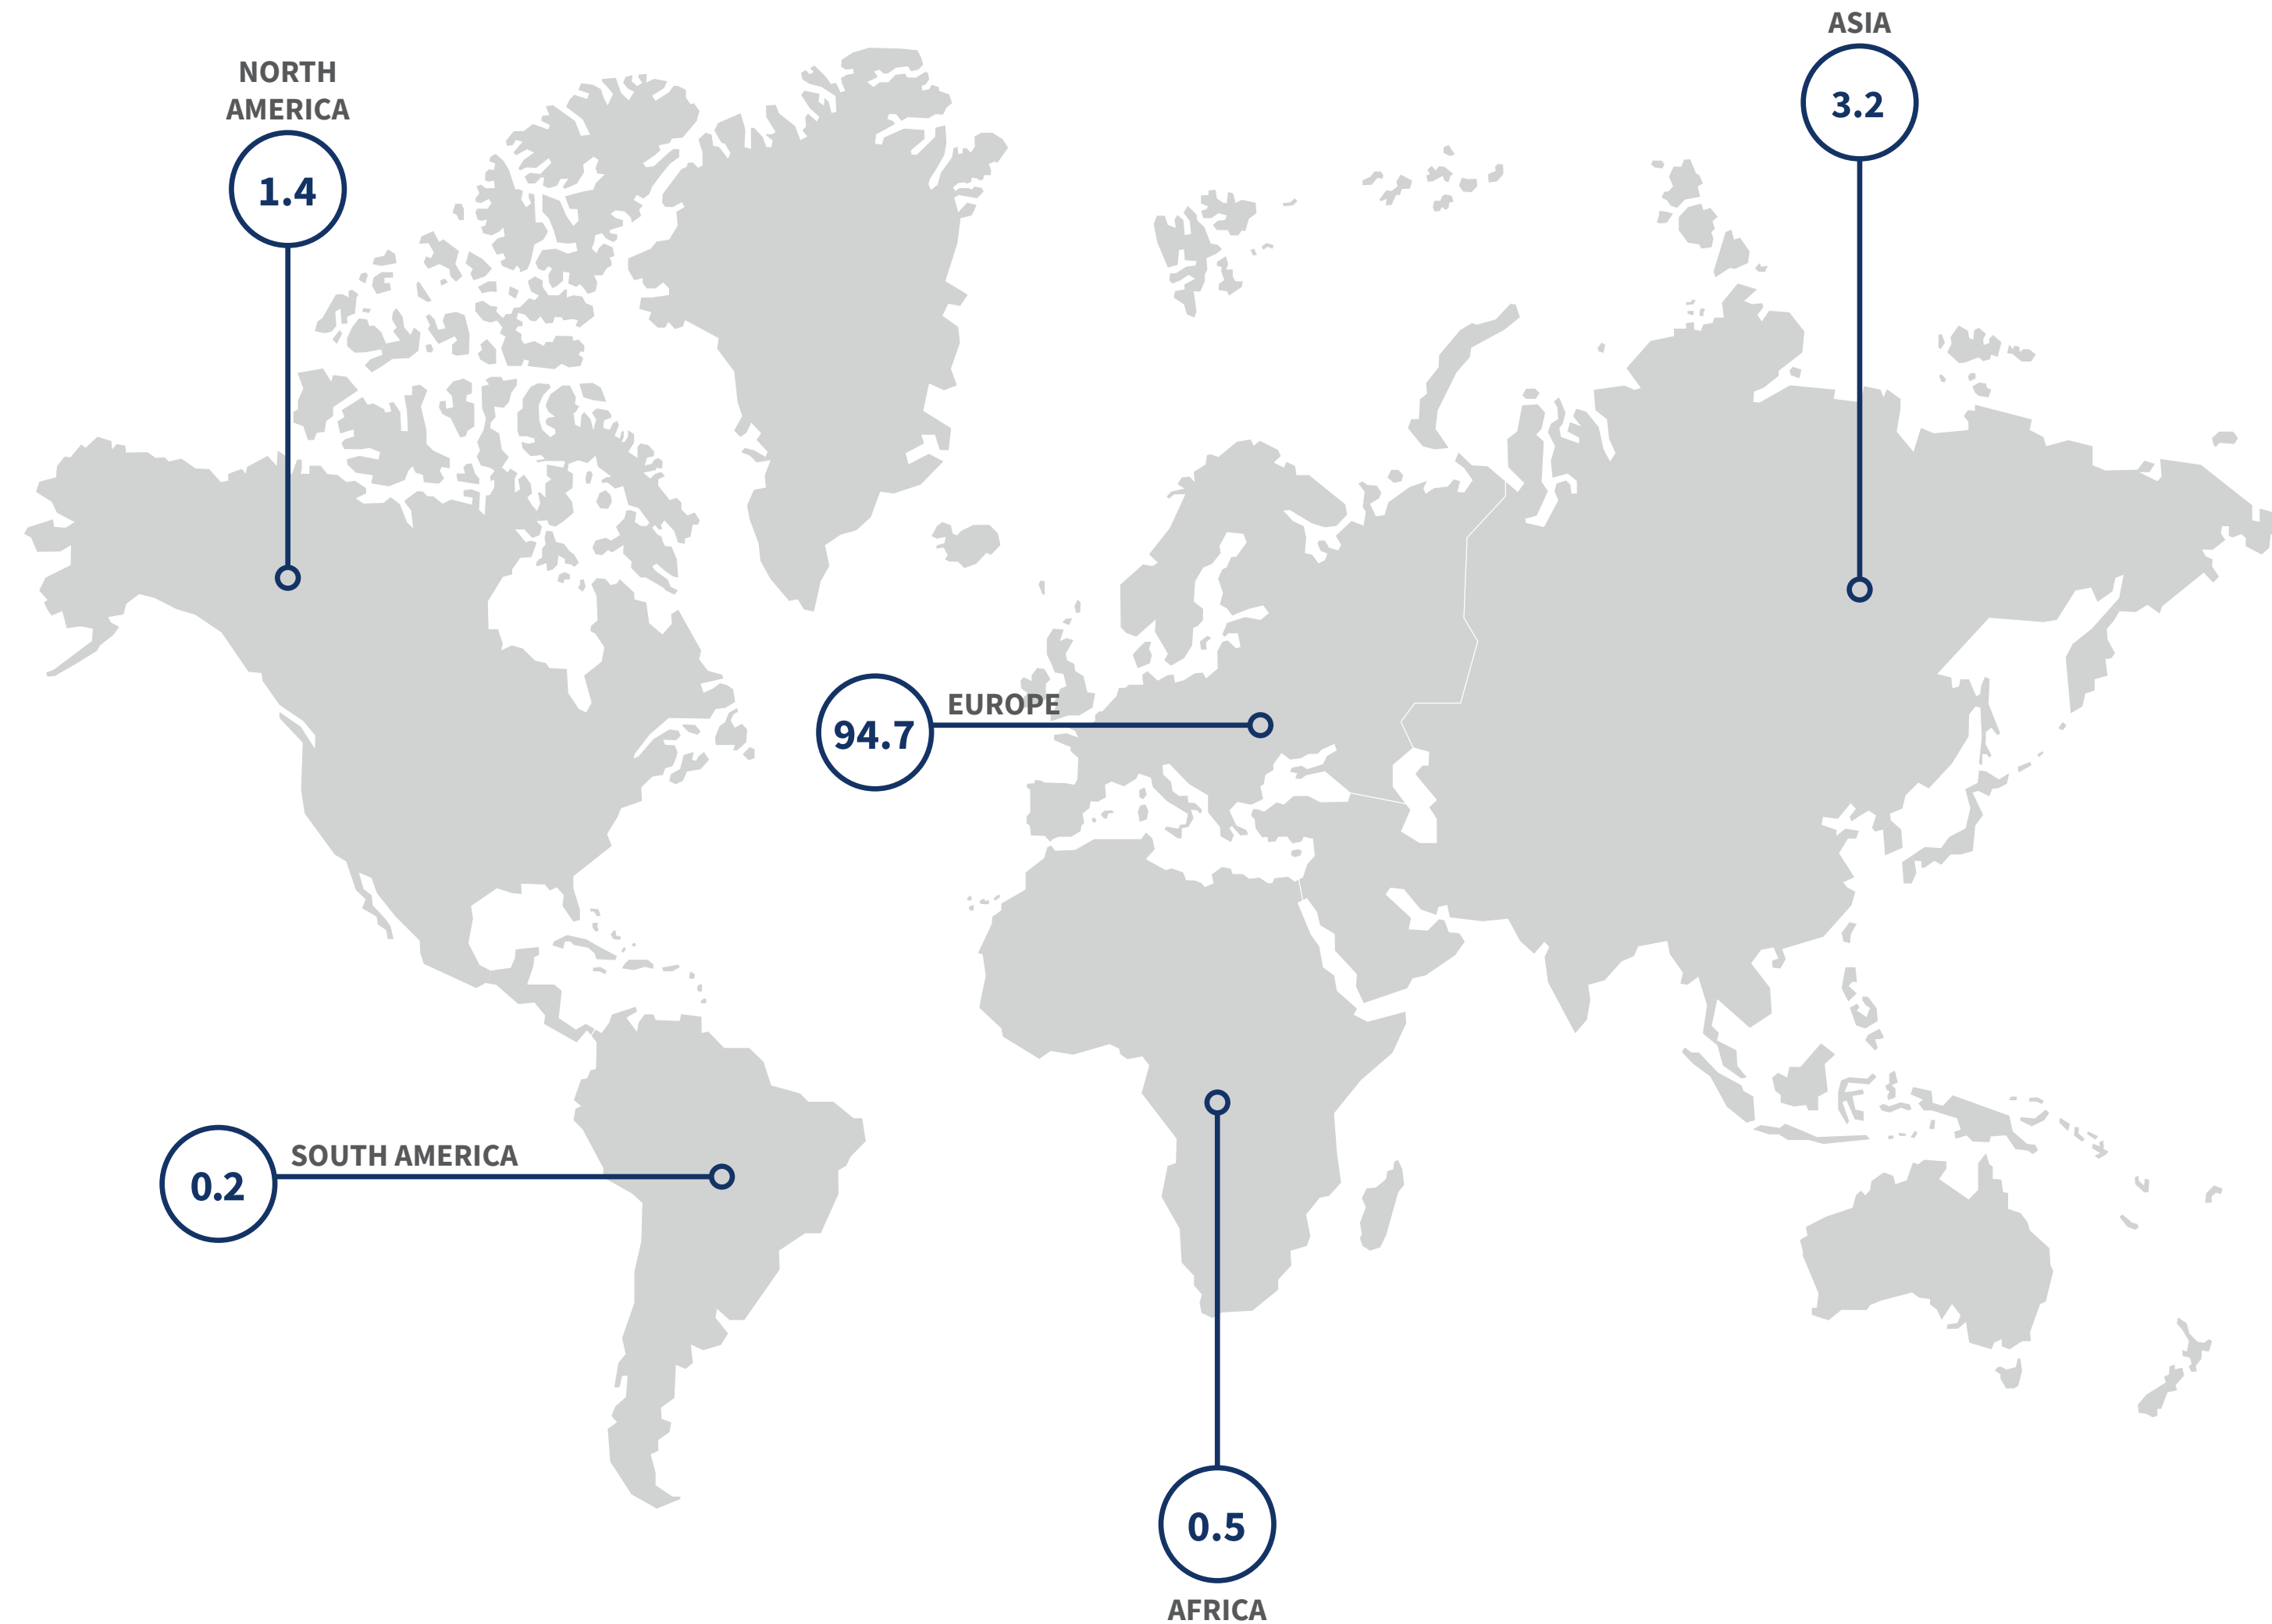 ASIA
3.2
NORTH
AMERICA
1.4
EUROPE
94.7
SOUTH AMERICA
0.2
0.5
AFRICA